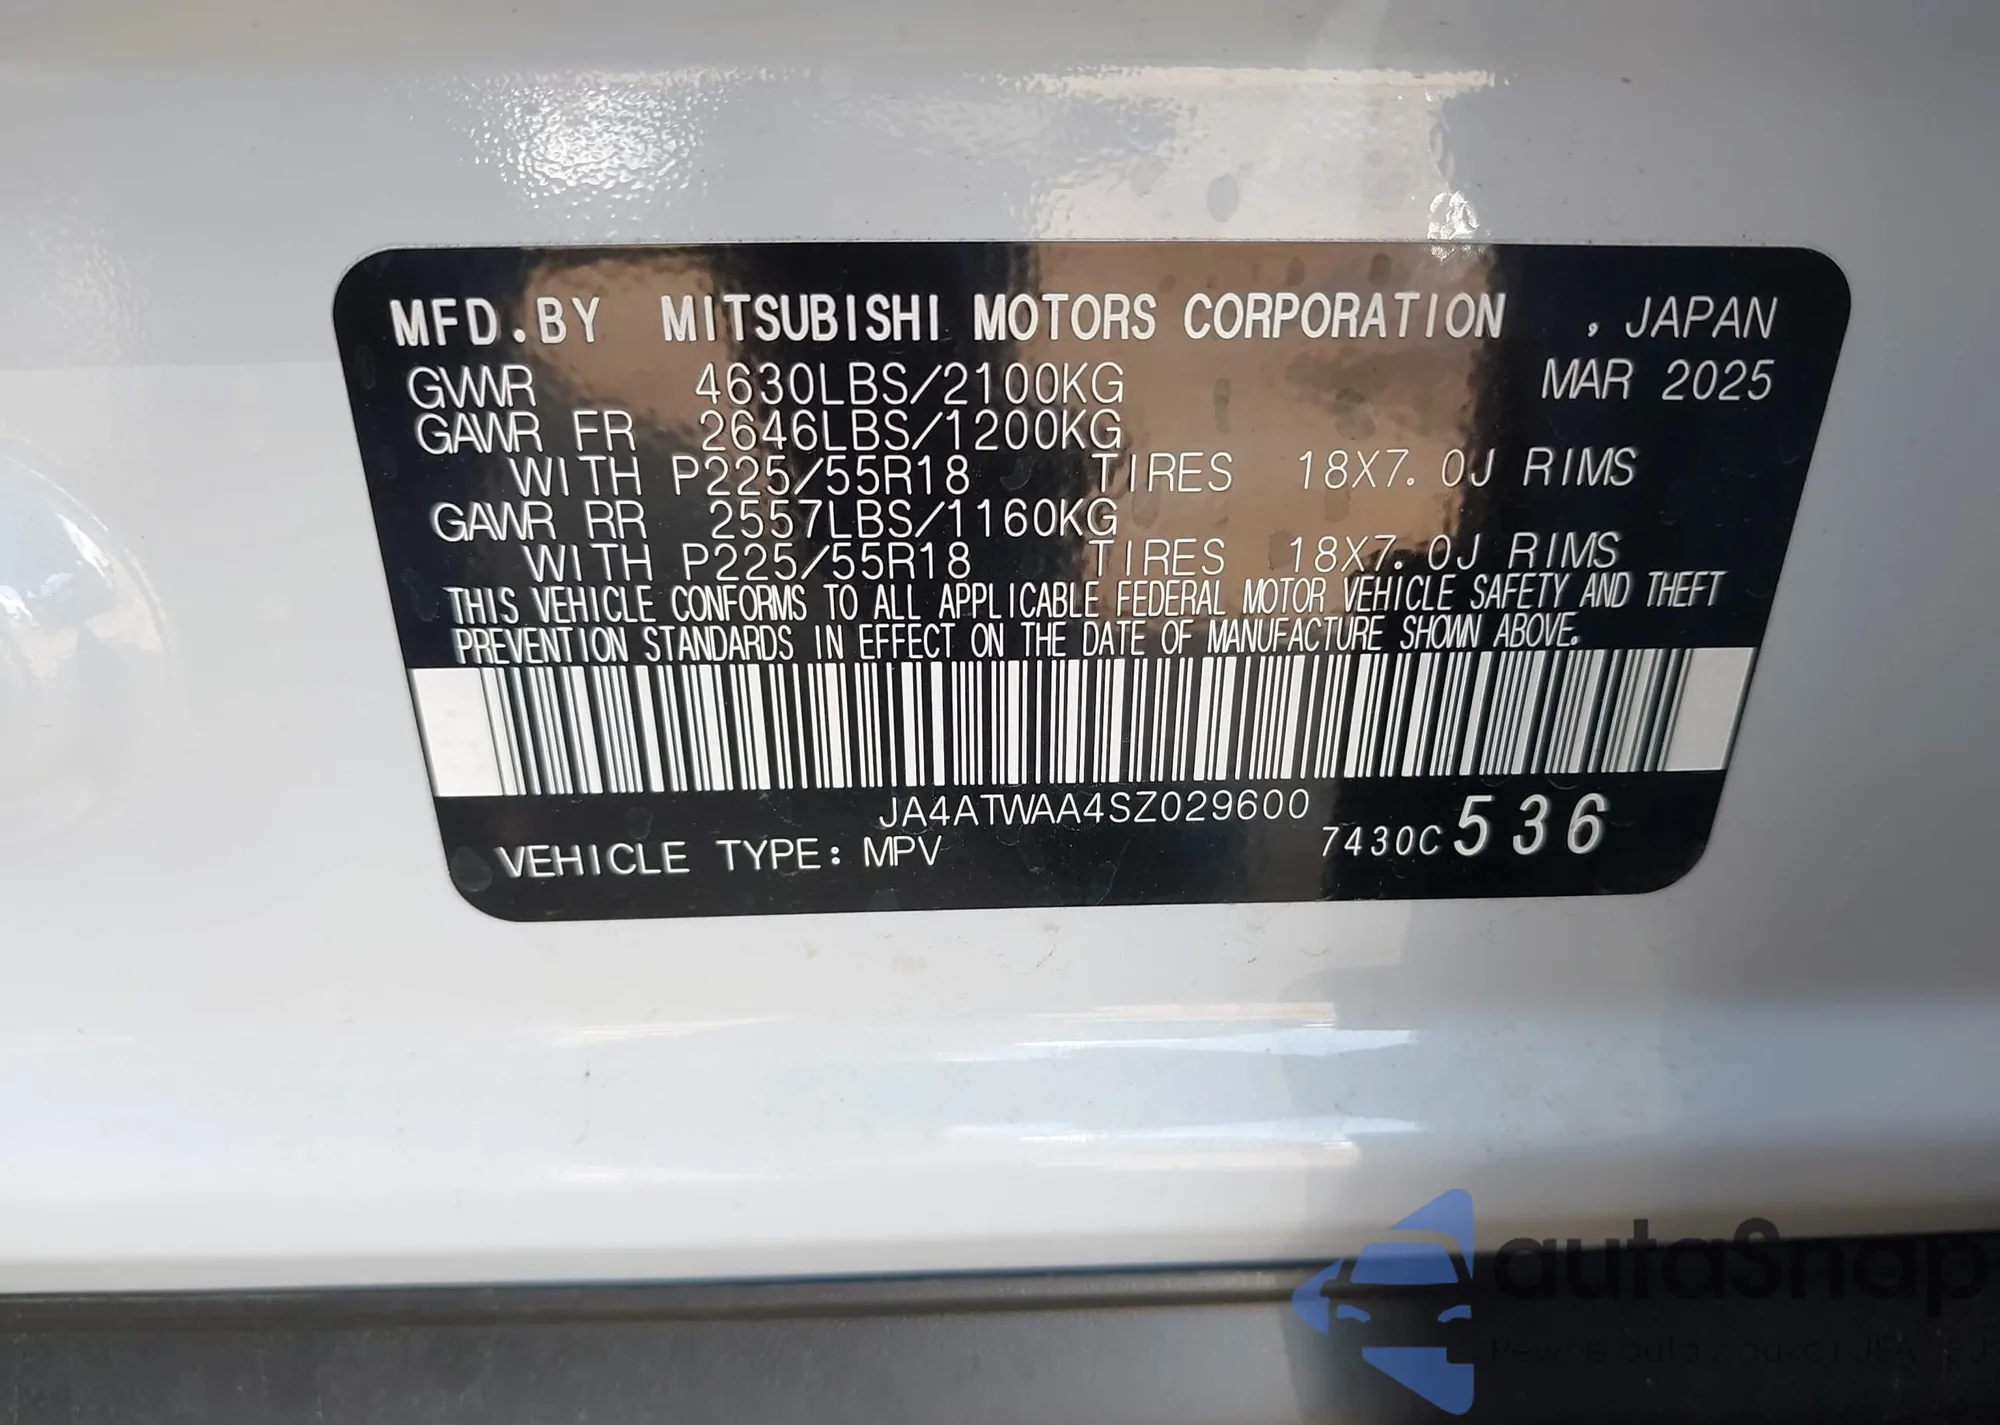 MFD.BY MITSUBISHI MOTORS CORPORATION , JAPAN
GVWR 4630LBS/2100KG MAR 2025
GAWR FR 2646LBS/1200KG
WITH P225/55R18 TIRES 18X7.0J RIMS
GAWR RR 2557LBS/1160KG
WITH P225/55R18 TIRES 18X7.0J RIMS
THIS VEHICLE CONFORMS TO ALL APPLICABLE FEDERAL MOTOR VEHICLE SAFETY AND THEFT
PREVENTION STANDARDS IN EFFECT ON THE DATE OF MANUFACTURE SHOWN ABOVE.
JA4ATWAA4SZ029600
VEHICLE TYPE: MPV 7430C 536
autaSnap